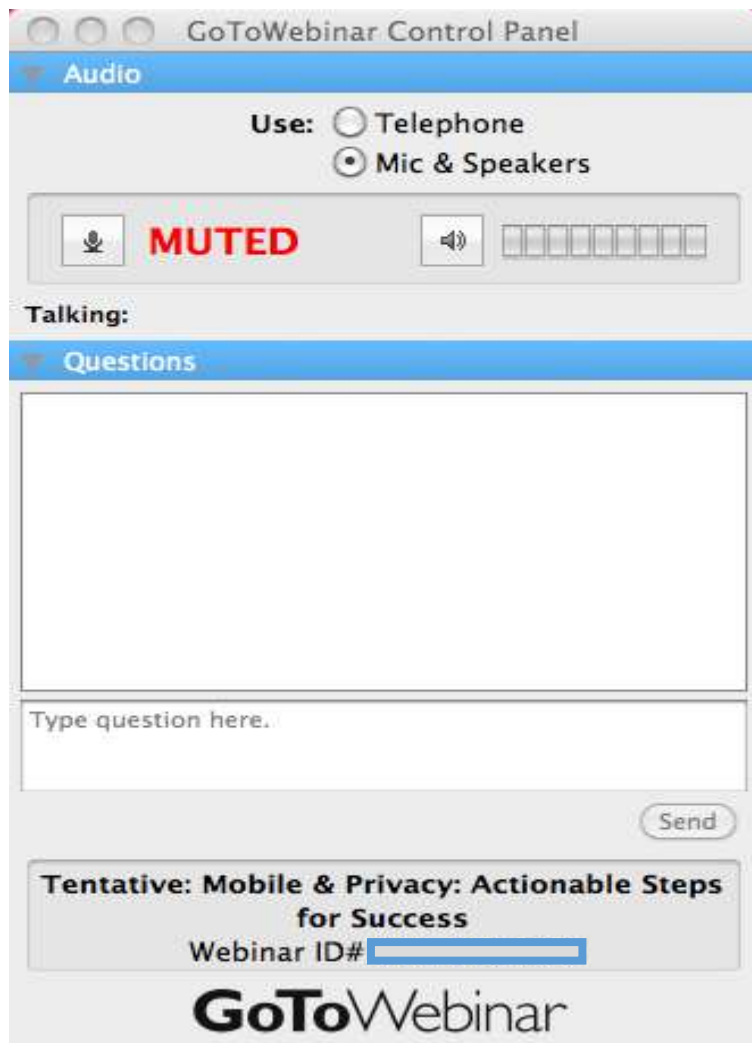 GoToWebinar Control Panel
Audio
Use: Telephone
Mic & Speakers
MUTED
Talking:
Questions
Type question here.
Send
Tentative: Mobile & Privacy: Actionable Steps
for Success
Webinar ID#
GoToWebinar